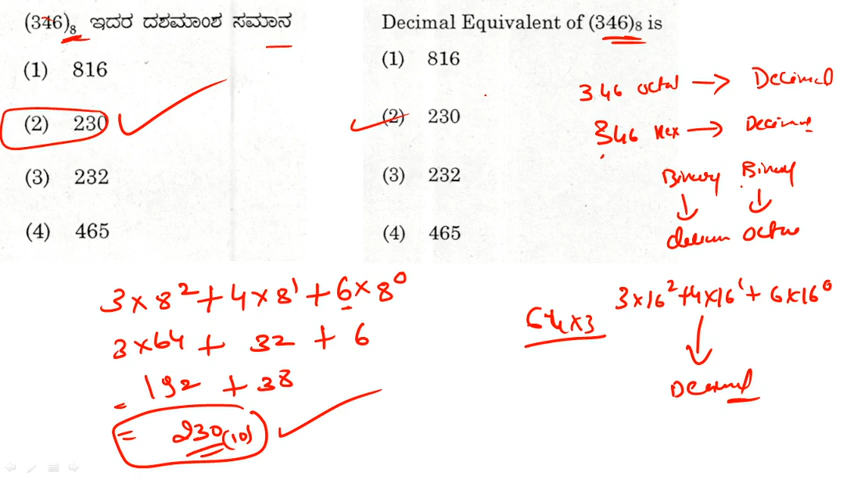 (346)₈ ಇದರ ದಶಮಾಂಶ ಸಮಾನ
(1) 816
(2) 230
(3) 232
(4) 465
Decimal Equivalent of (346)₈ is
(1) 816
(2) 230
(3) 232
(4) 465
346 octal → Decimal
346 Hex → Decimal
Binary Binary
↓ ↓
octal
3×8²+4×8¹+6×8⁰
3×64 + 32 + 6
= 192 + 38
= 230(10)
64×3
3×16²+4×16¹+6×16⁰
↓
Decimal